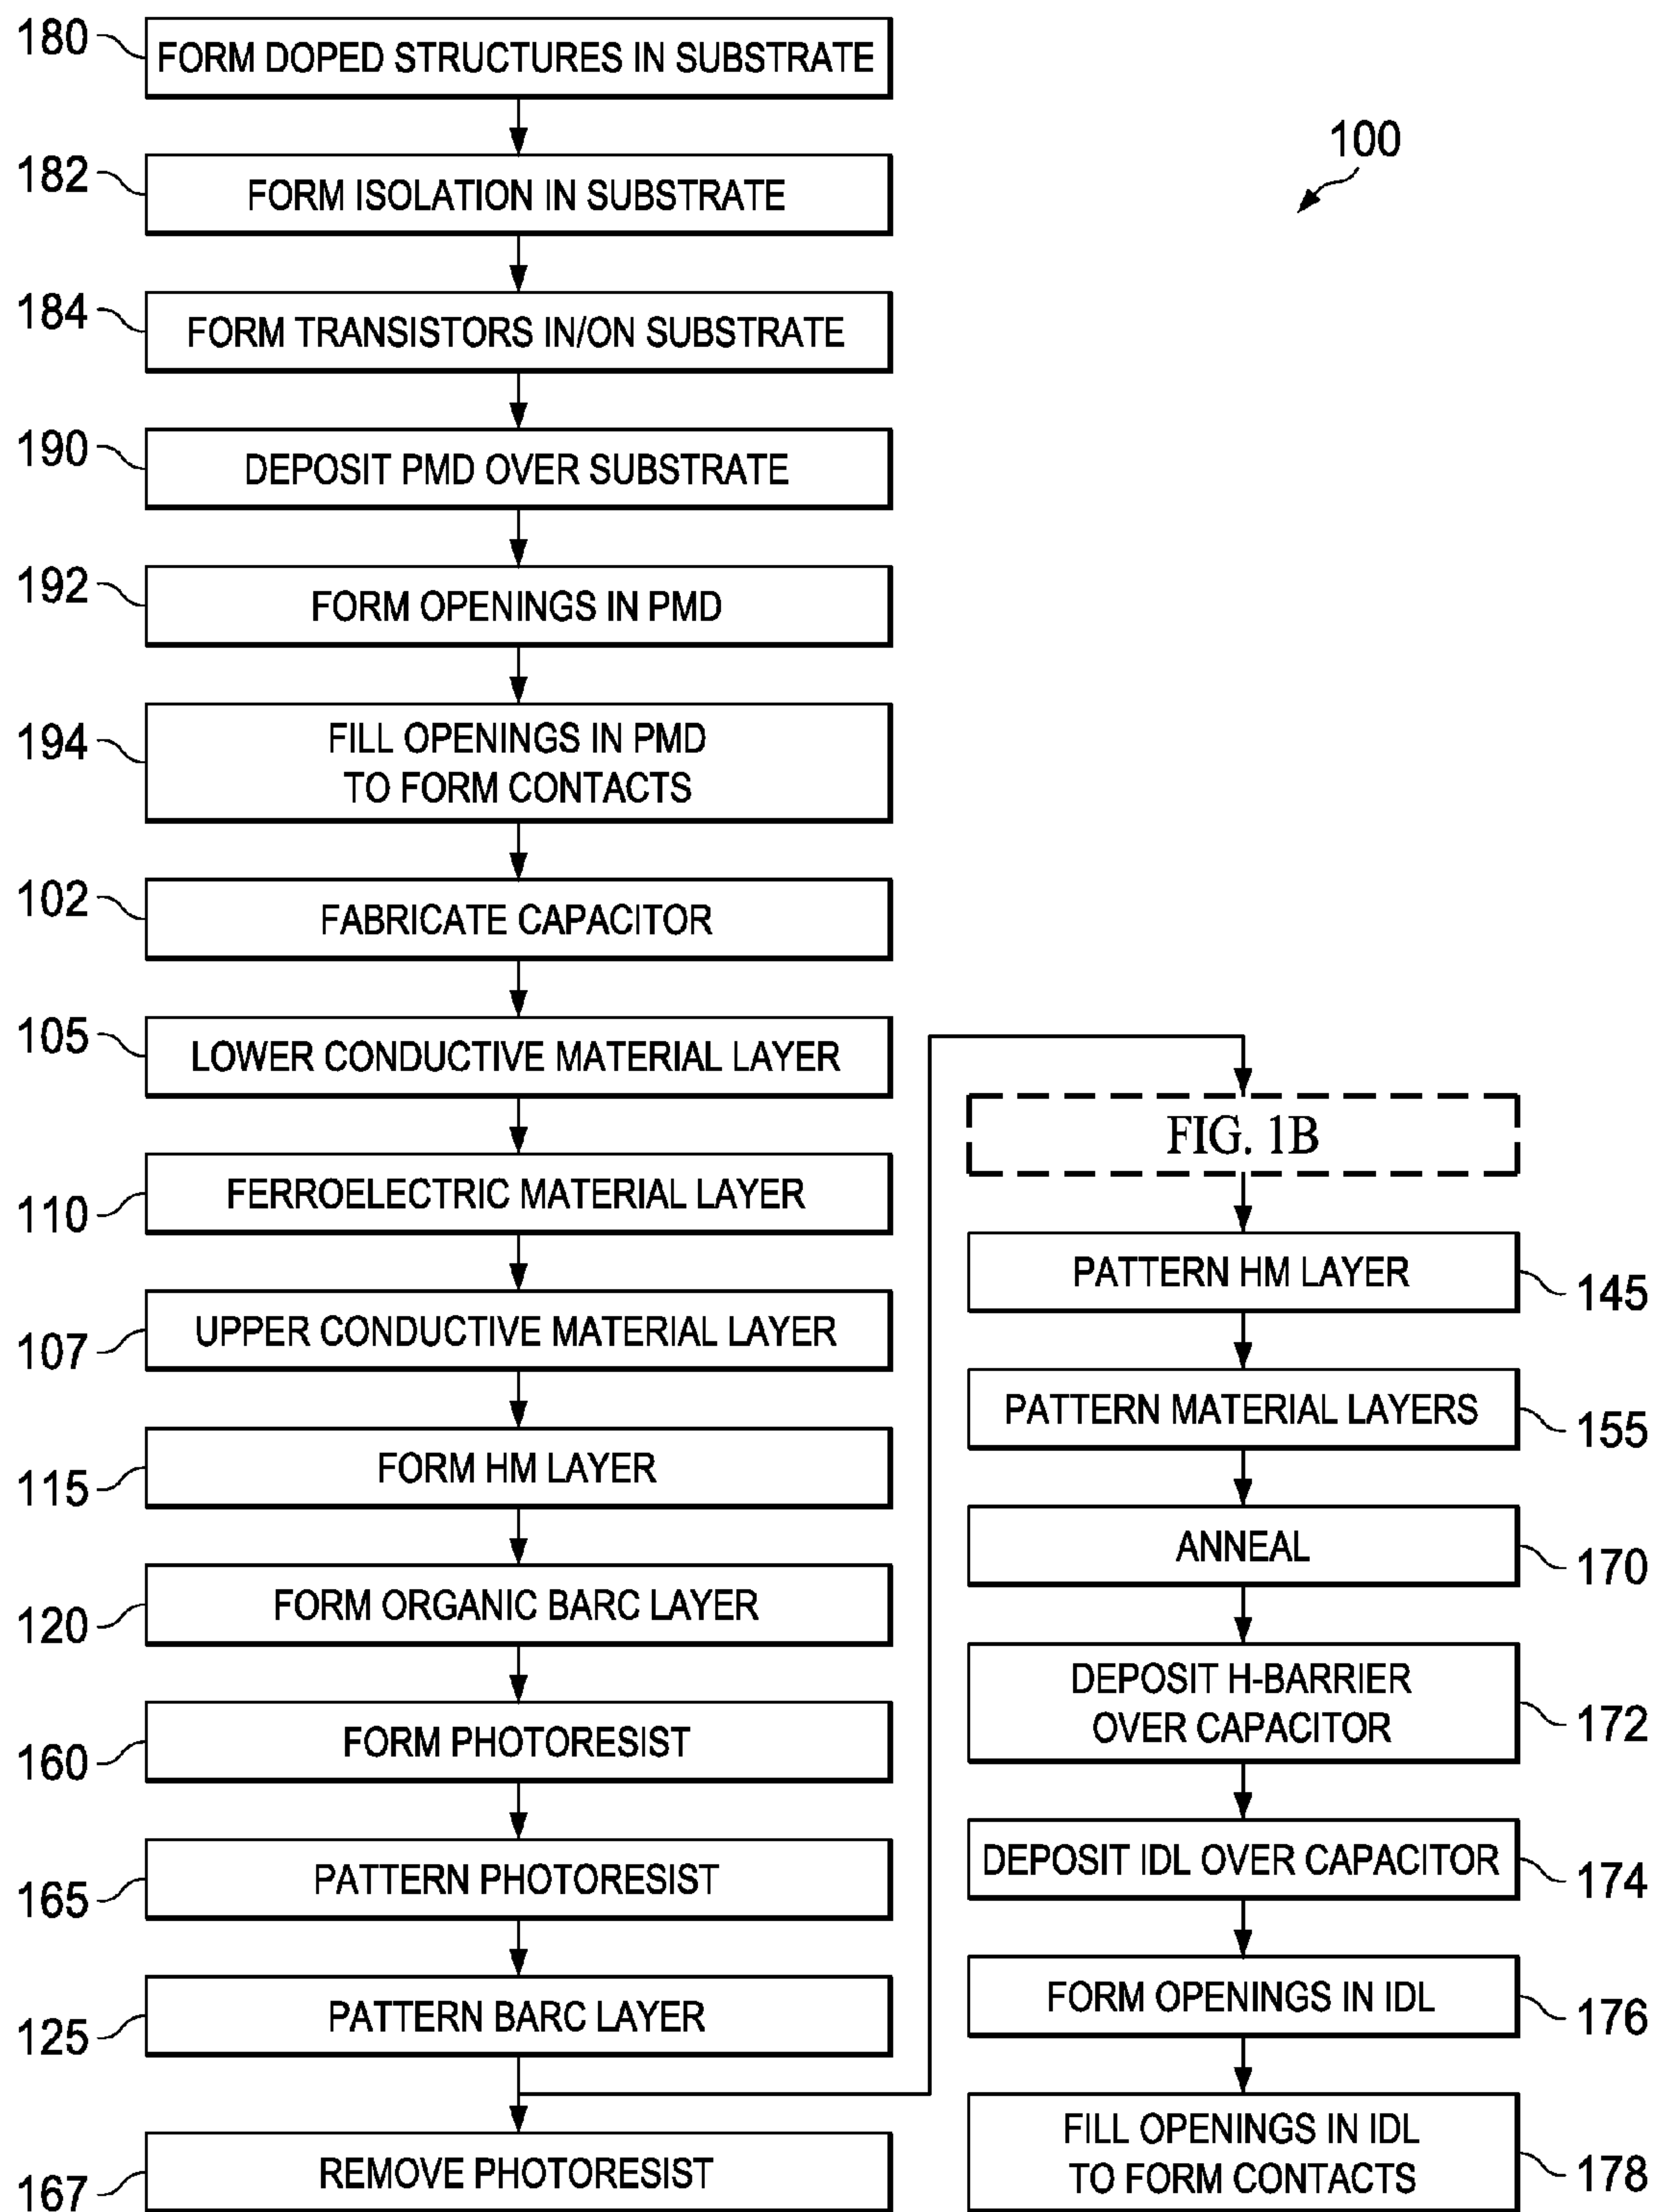 180
FORM DOPED STRUCTURES IN SUBSTRATE
182
FORM ISOLATION IN SUBSTRATE
184
FORM TRANSISTORS IN/ON SUBSTRATE
190
DEPOSIT PMD OVER SUBSTRATE
192
FORM OPENINGS IN PMD
194
FILL OPENINGS IN PMD
TO FORM CONTACTS
102
FABRICATE CAPACITOR
105
LOWER CONDUCTIVE MATERIAL LAYER
110
FERROELECTRIC MATERIAL LAYER
107
UPPER CONDUCTIVE MATERIAL LAYER
115
FORM HM LAYER
120
FORM ORGANIC BARC LAYER
160
FORM PHOTORESIST
165
PATTERN PHOTORESIST
125
PATTERN BARC LAYER
167
REMOVE PHOTORESIST
100
FIG. 1B
PATTERN HM LAYER
145
PATTERN MATERIAL LAYERS
155
ANNEAL
170
DEPOSIT H-BARRIER
OVER CAPACITOR
172
DEPOSIT IDL OVER CAPACITOR
174
FORM OPENINGS IN IDL
176
FILL OPENINGS IN IDL
TO FORM CONTACTS
178